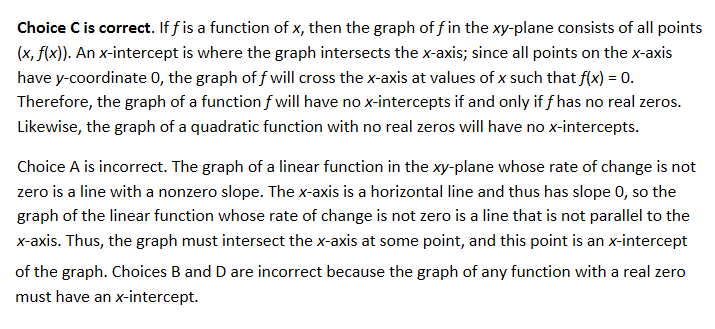 Choice C is correct. If f is a function of x, then the graph of f in the xy-plane consists of all points
(x, f(x)). An x-intercept is where the graph intersects the x-axis; since all points on the x-axis
have y-coordinate 0, the graph of f will cross the x-axis at values of x such that f(x) = 0.
Therefore, the graph of a function f will have no x-intercepts if and only if f has no real zeros.
Likewise, the graph of a quadratic function with no real zeros will have no x-intercepts.
Choice A is incorrect. The graph of a linear function in the xy-plane whose rate of change is not
zero is a line with a nonzero slope. The x-axis is a horizontal line and thus has slope 0, so the
graph of the linear function whose rate of change is not zero is a line that is not parallel to the
x-axis. Thus, the graph must intersect the x-axis at some point, and this point is an x-intercept
of the graph. Choices B and D are incorrect because the graph of any function with a real zero
must have an x-intercept.